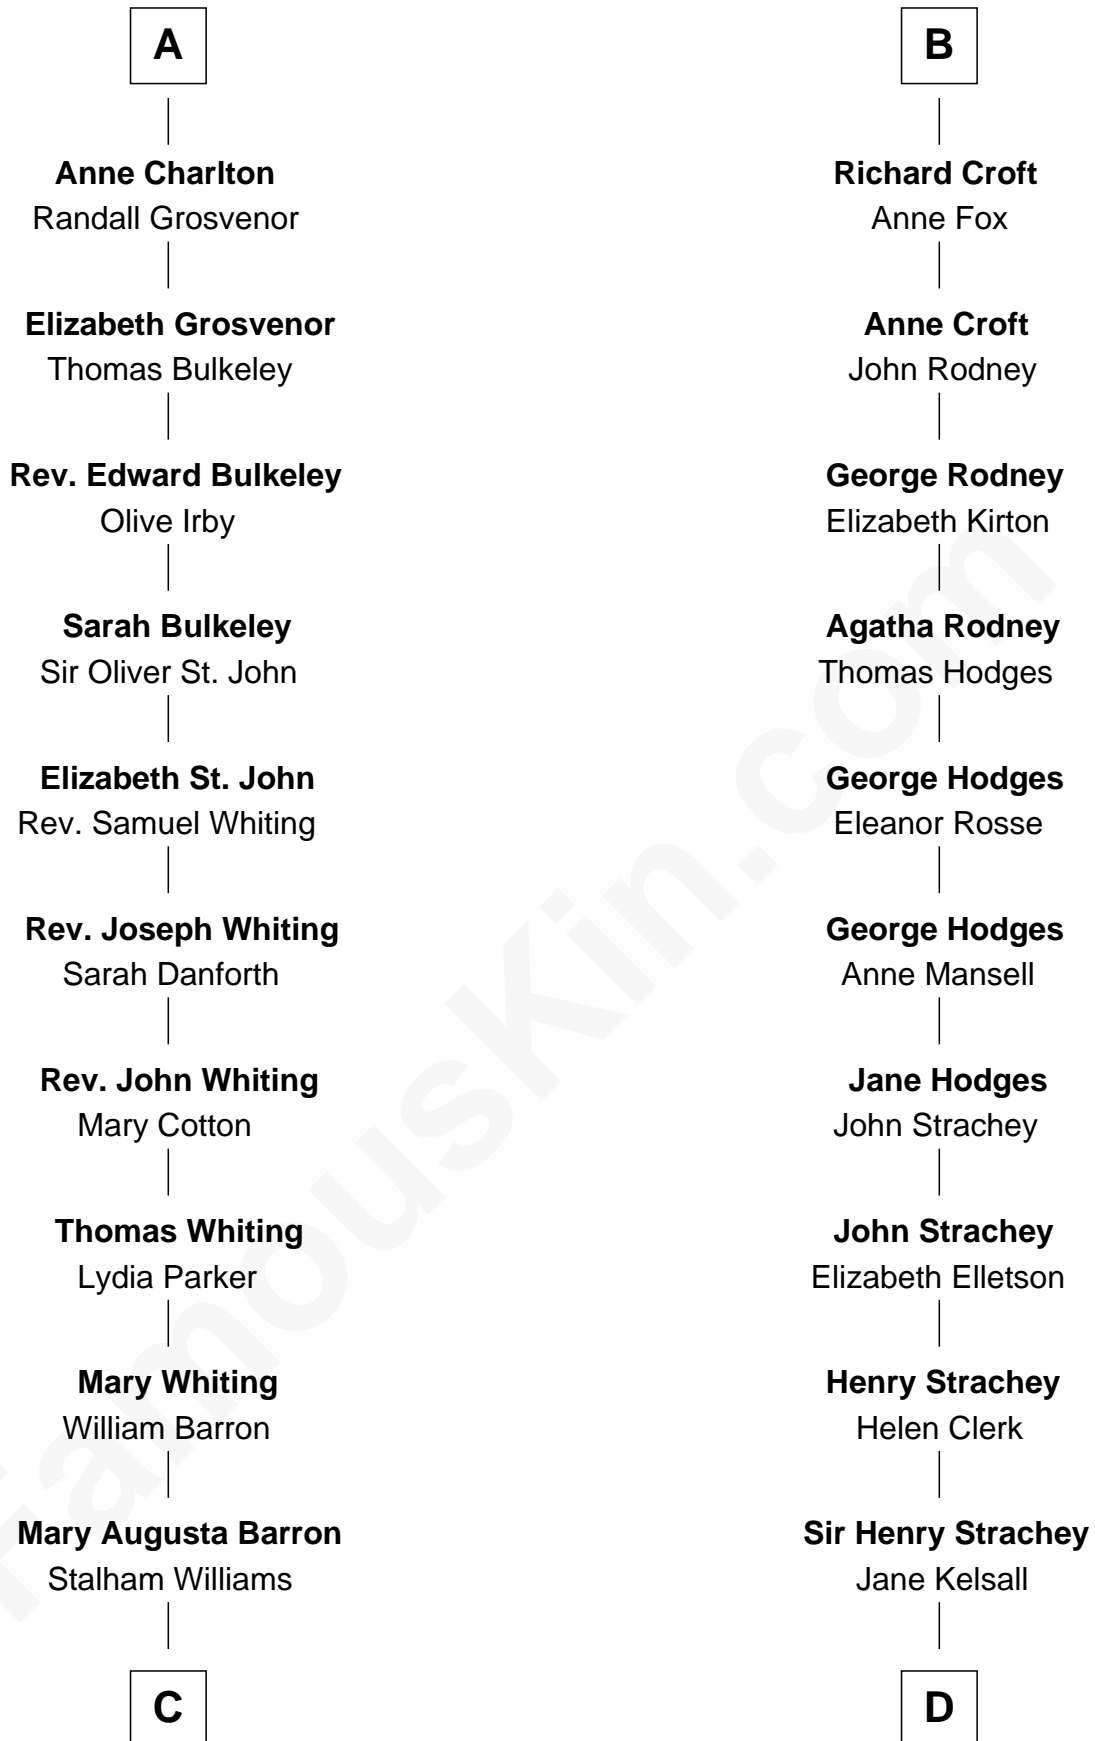 A
Anne Charlton
Randall Grosvenor
Elizabeth Grosvenor
Thomas Bulkeley
Rev. Edward Bulkeley
Olive Irby
Sarah Bulkeley
Sir Oliver St. John
Elizabeth St. John
Rev. Samuel Whiting
Rev. Joseph Whiting
Sarah Danforth
Rev. John Whiting
Mary Cotton
Thomas Whiting
Lydia Parker
Mary Whiting
William Barron
Mary Augusta Barron
Stalham Williams
C
B
Richard Croft
Anne Fox
Anne Croft
John Rodney
George Rodney
Elizabeth Kirton
Agatha Rodney
Thomas Hodges
George Hodges
Eleanor Rosse
George Hodges
Anne Mansell
Jane Hodges
John Strachey
John Strachey
Elizabeth Elletson
Henry Strachey
Helen Clerk
Sir Henry Strachey
Jane Kelsall
D
FamousKin.com